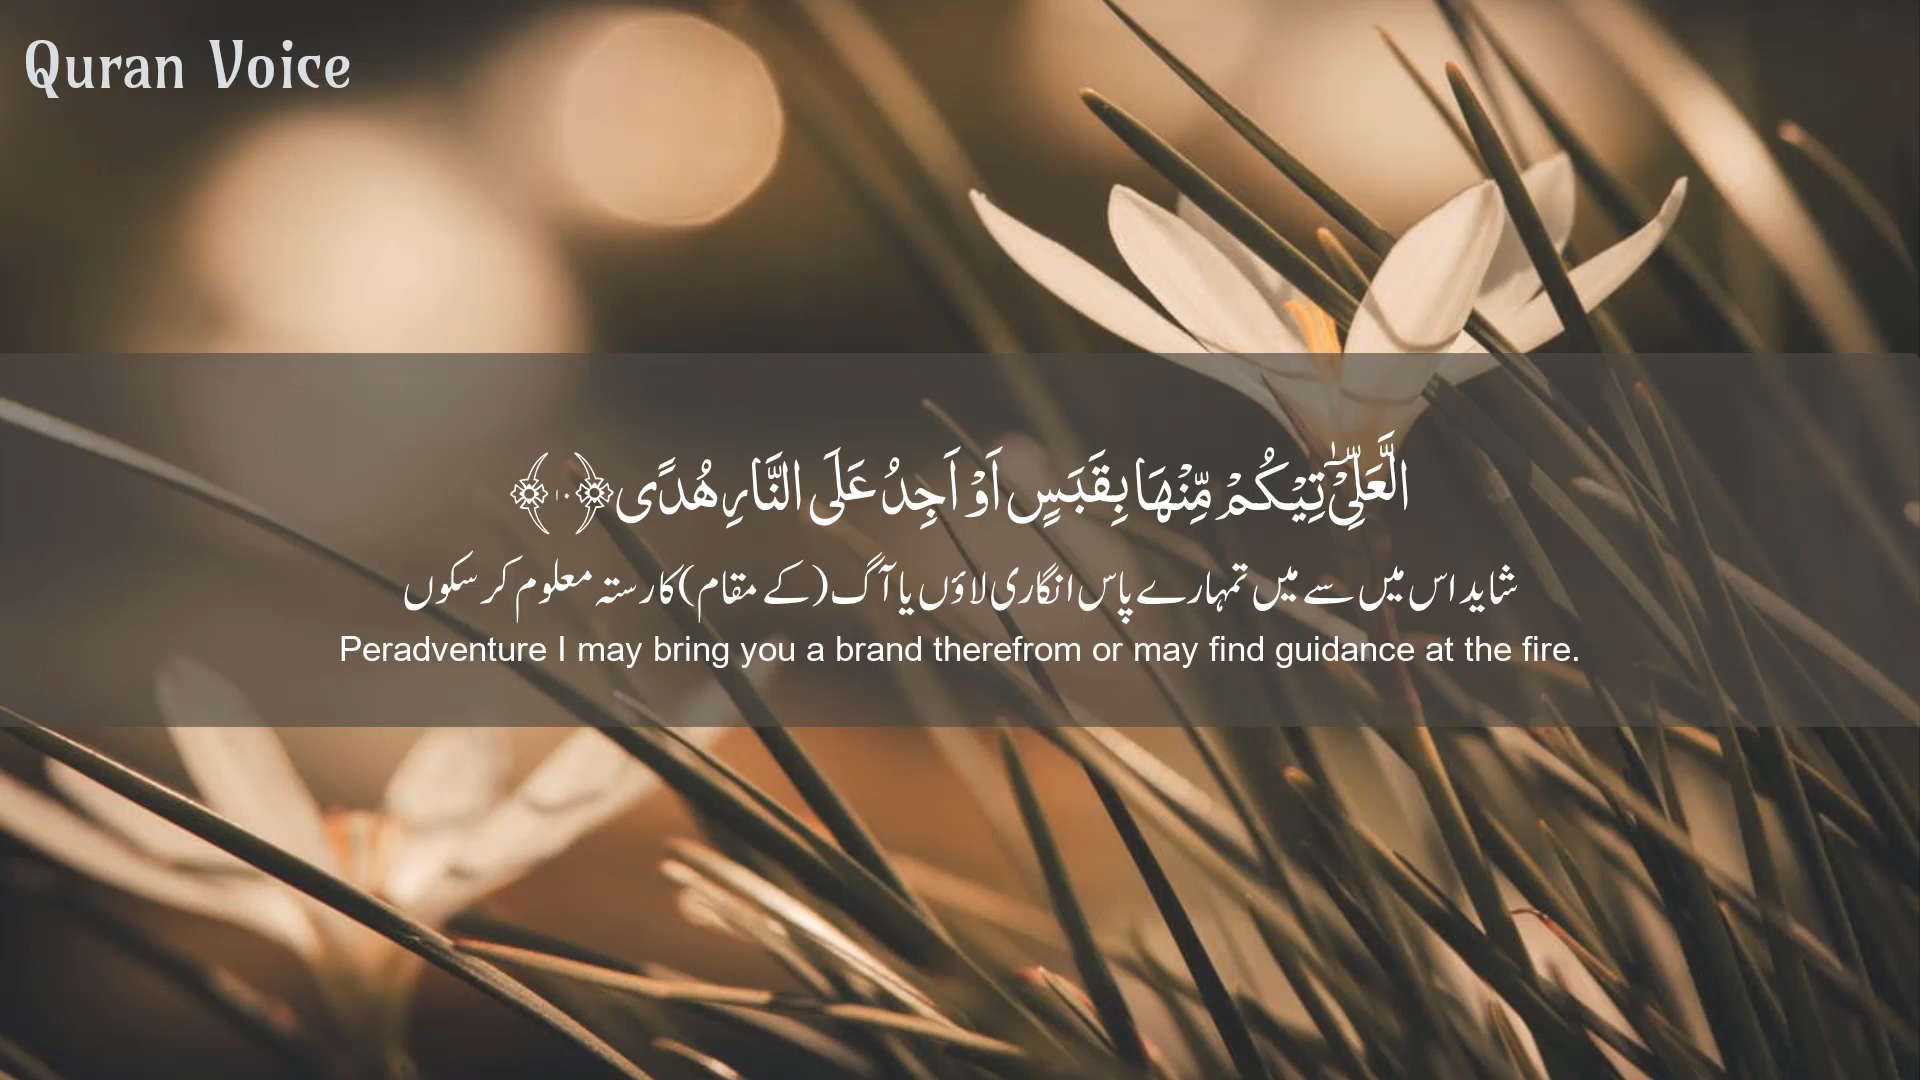 Quran Voice
الَّعَلِّیْۤ تِیْكُمْ مِّنْهَا بِقَبَسٍ اَوْ اَجِدُ عَلَى النَّارِ هُدًى ﴿۱۰﴾
شاید اس میں سے میں تمہارے پاس انگاری لاؤں یا آگ (کے مقام) کا رستہ معلوم کر سکوں
Peradventure I may bring you a brand therefrom or may find guidance at the fire.